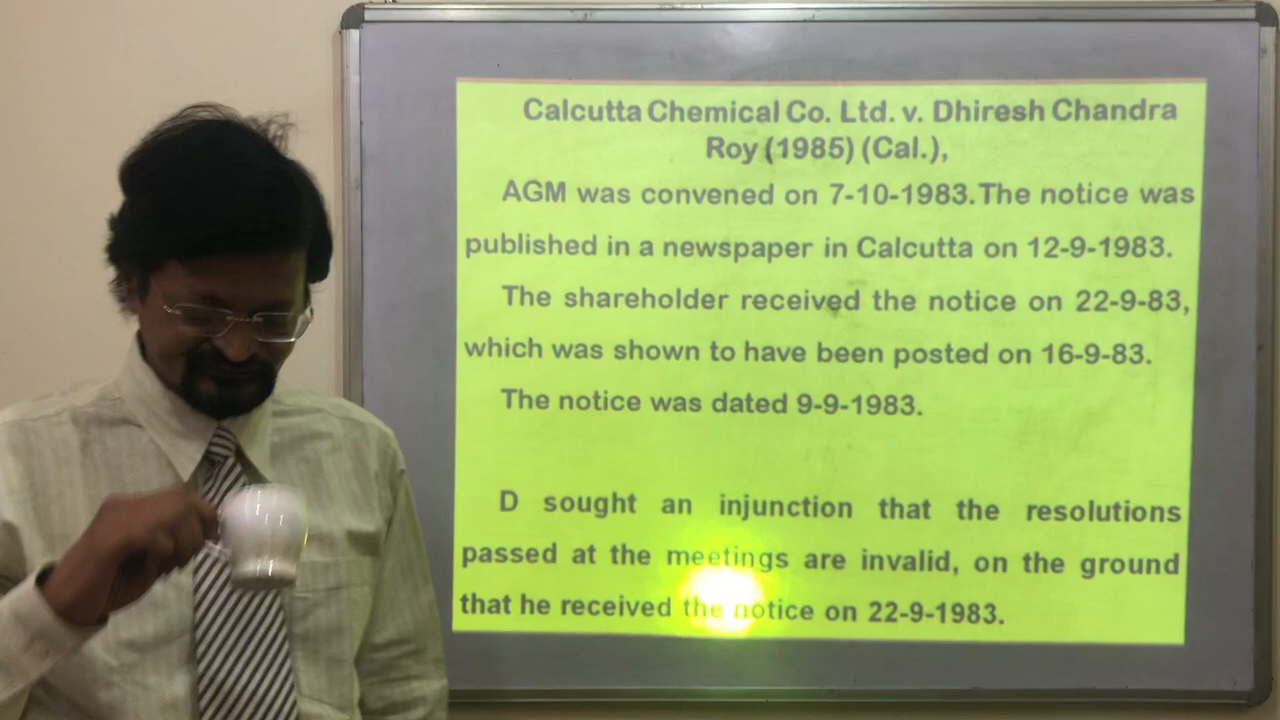 Calcutta Chemical Co. Ltd. v. Dhiresh Chandra
Roy (1985) (Cal.),
AGM was convened on 7-10-1983.The notice was
published in a newspaper in Calcutta on 12-9-1983.
The shareholder received the notice on 22-9-83,
which was shown to have been posted on 16-9-83.
The notice was dated 9-9-1983.
D sought an injunction that the resolutions
passed at the meetings are invalid, on the ground
that he received the notice on 22-9-1983.